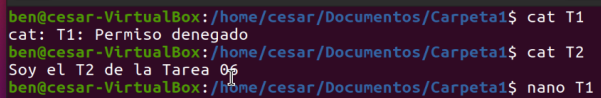 ben@cesar-VirtualBox:/home/cesar/Documentos/Carpeta1$ cat T1
cat: T1: Permiso denegado
ben@cesar-VirtualBox:/home/cesar/Documentos/Carpeta1$ cat T2
Soy el T2 de la Tarea 06
ben@cesar-VirtualBox:/home/cesar/Documentos/Carpeta1$ nano T1